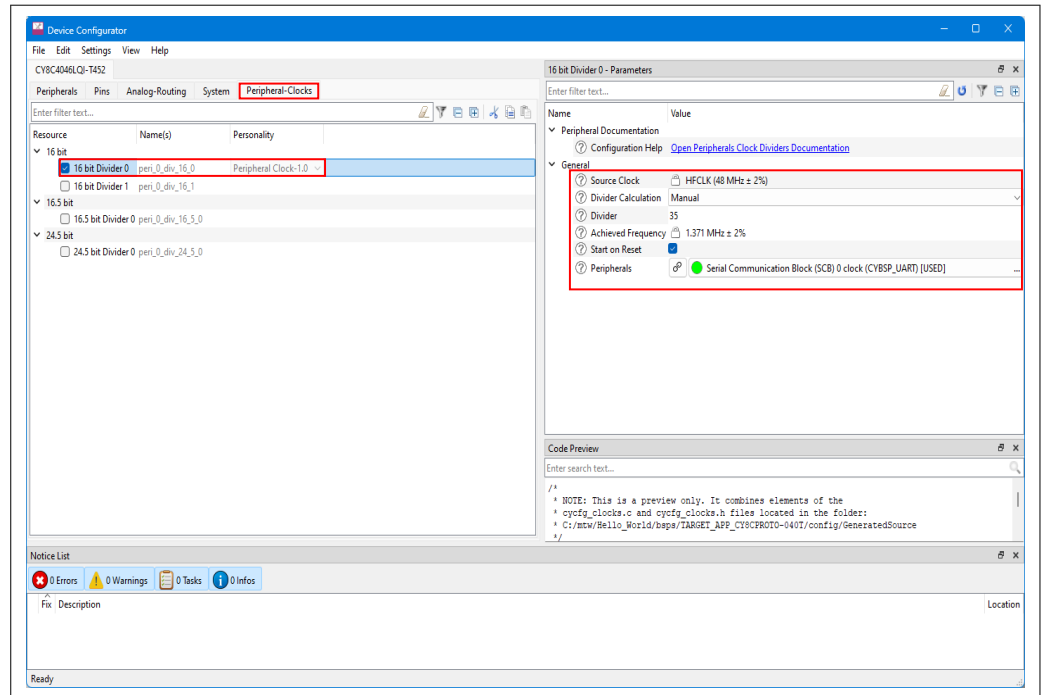 Device Configurator
File Edit Settings View Help
CY8C4046LQI-T452
Peripherals Pins Analog-Routing System Peripheral-Clocks
Enter filter text...
Resource Name(s) Personality
16 bit
16 bit Divider 0 peri_0_div_16_0 Peripheral Clock-1.0
16 bit Divider 1 peri_0_div_16_1
16.5 bit
16.5 bit Divider 0 peri_0_div_16_5_0
24.5 bit
24.5 bit Divider 0 peri_0_div_24_5_0
16 bit Divider 0 - Parameters
Enter filter text...
Name Value
Peripheral Documentation
Configuration Help Open Peripherals Clock Dividers Documentation
General
Source Clock HFCLK (48 MHz ± 2%)
Divider Calculation Manual
Divider 35
Achieved Frequency 1.371 MHz ± 2%
Start on Reset
Peripherals Serial Communication Block (SCB) 0 clock (CYBSP_UART) [USED] ...
Code Preview
Enter search text...
/*
* NOTE: This is a preview only. It combines elements of the
* cycfg_clocks.c and cycfg_clocks.h files located in the folder:
* C:/mtw/Hello_World/bsps/TARGET_APP_CY8CPROTO-040T/config/GeneratedSource
*/
Notice List
0 Errors 0 Warnings 0 Tasks 0 Infos
Fix Description Location
Ready